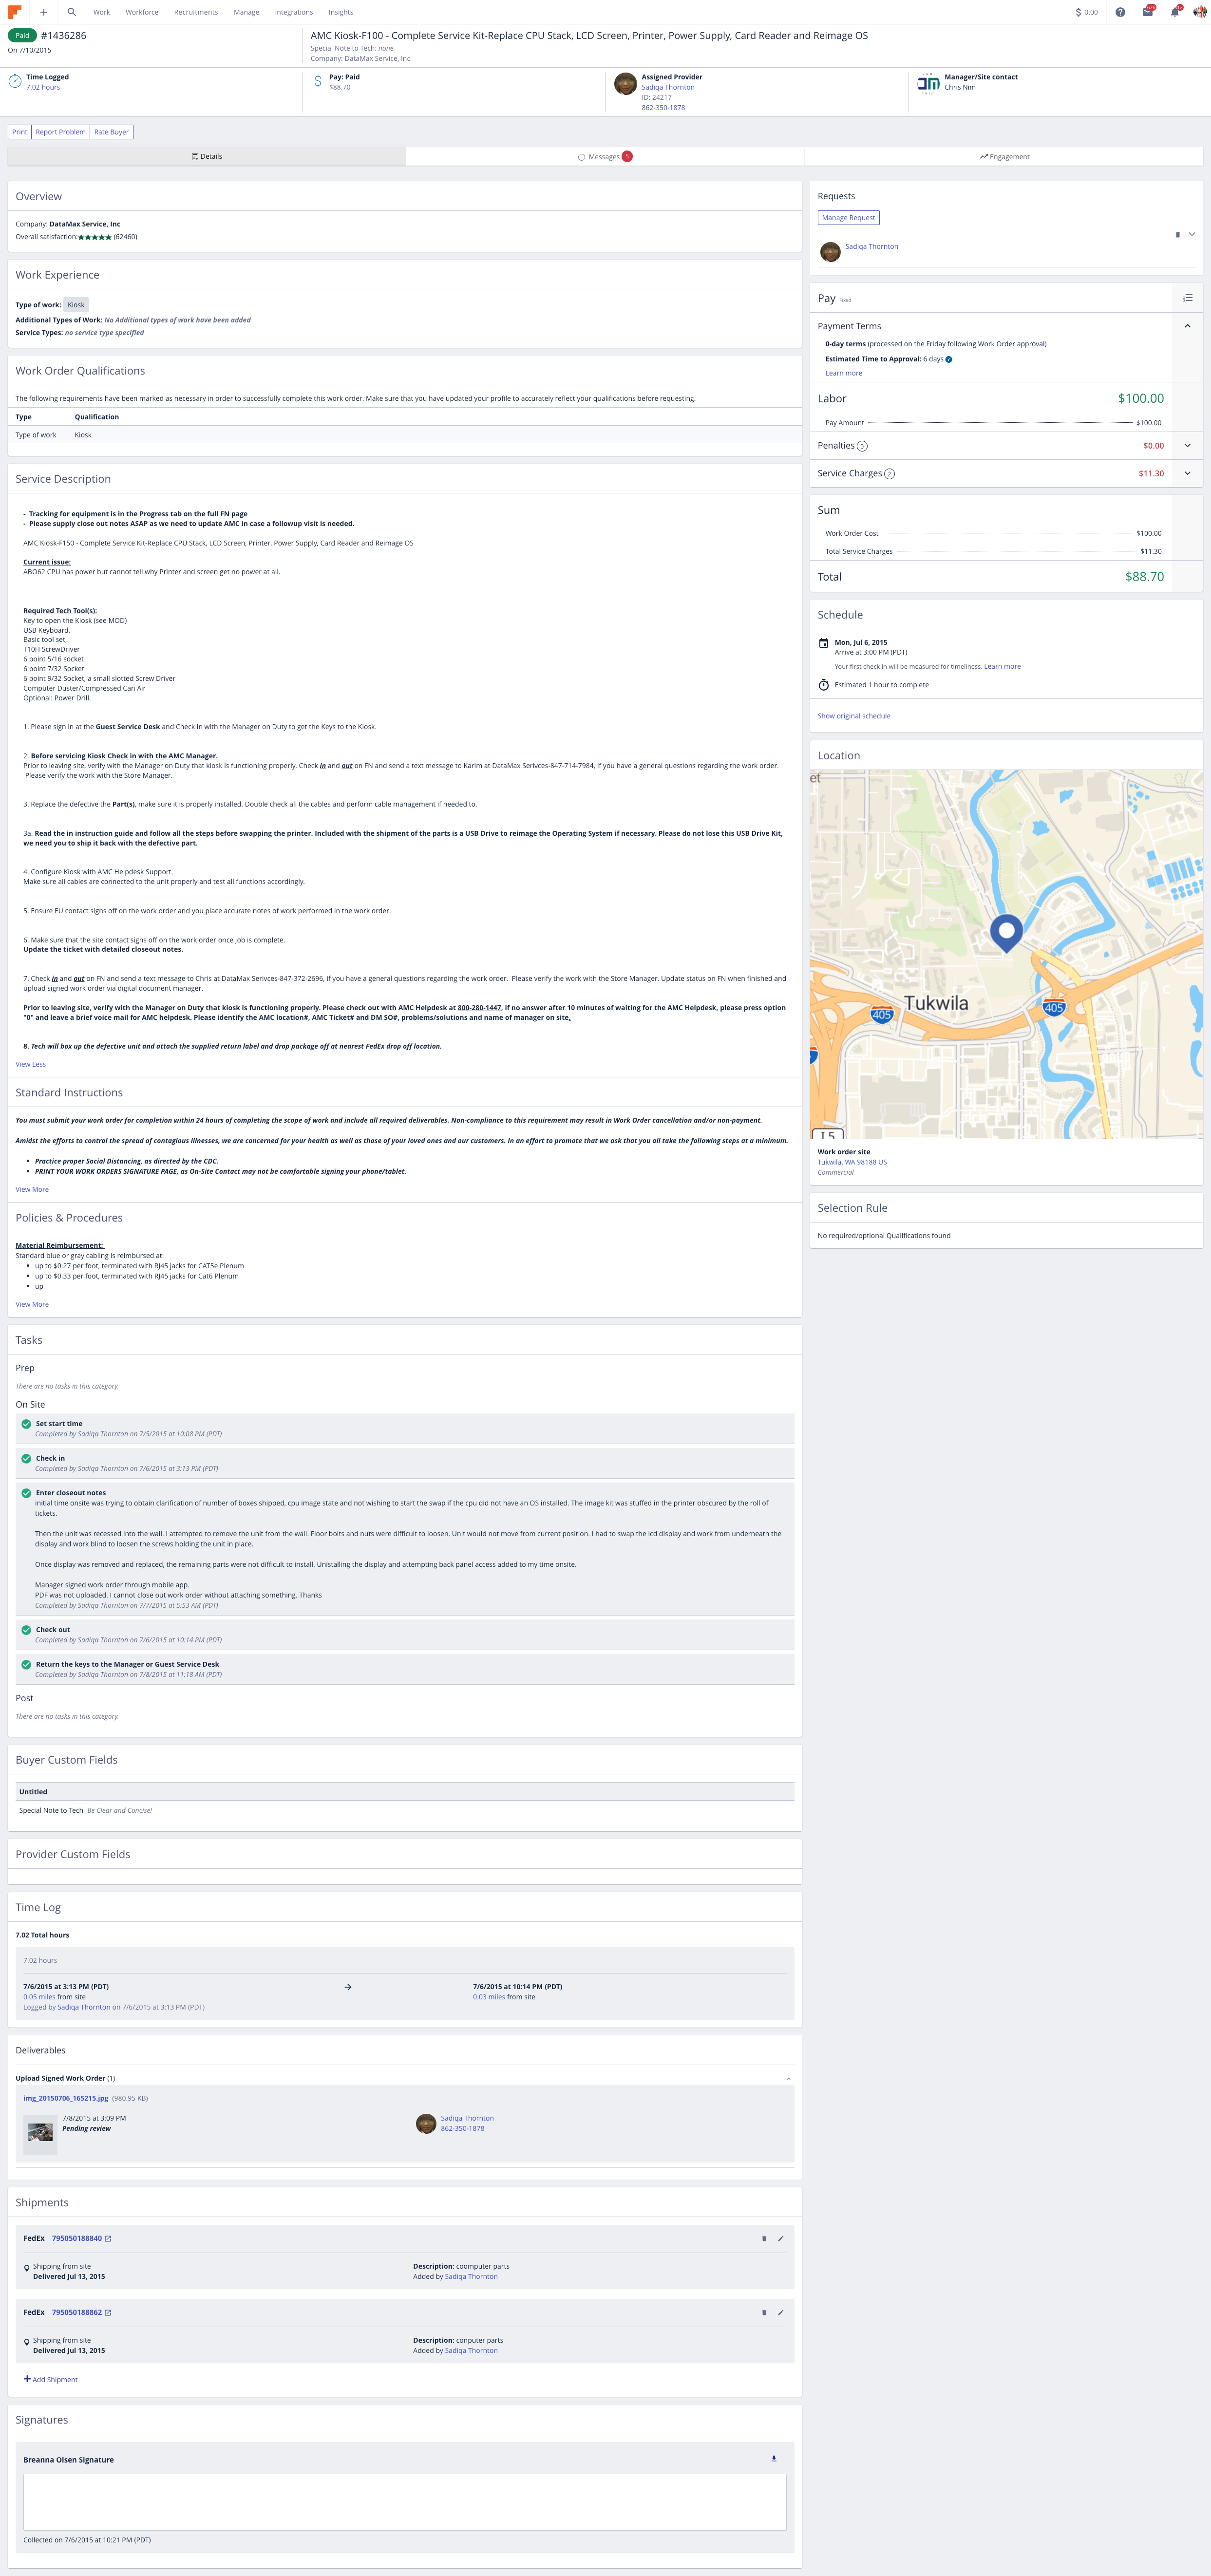 Work Workforce Recruitments Manage Integrations Insights
0.00
Paid #1436286
On 7/10/2015
AMC Kiosk-F100 - Complete Service Kit-Replace CPU Stack, LCD Screen, Printer, Power Supply, Card Reader and Reimage OS
Special Note to Tech: none
Company: DataMax Service, Inc
Time Logged
7.02 hours
Pay: Paid
$88.70
Assigned Provider
Sadiqa Thornton
ID: 24217
862-350-1878
Manager/Site contact
Chris Nim
Print Report Problem Rate Buyer
Details Messages 5 Engagement
Overview
Company: DataMax Service, Inc
Overall satisfaction: (62460)
Work Experience
Type of work: Kiosk
Additional Types of Work: No Additional types of work have been added
Service Types: no service type specified
Work Order Qualifications
The following requirements have been marked as necessary in order to successfully complete this work order. Make sure that you have updated your profile to accurately reflect your qualifications before requesting.
Type Qualification
Type of work Kiosk
Service Description
- Tracking for equipment is in the Progress tab on the full FN page
- Please supply close out notes ASAP as we need to update AMC in case a followup visit is needed.
AMC Kiosk-F150 - Complete Service Kit-Replace CPU Stack, LCD Screen, Printer, Power Supply, Card Reader and Reimage OS
Current issue:
ABO62 CPU has power but cannot tell why Printer and screen get no power at all.
Required Tech Tool(s):
Key to open the Kiosk (see MOD)
USB Keyboard,
Basic tool set,
T10H ScrewDriver
6 point 5/16 socket
6 point 7/32 Socket
6 point 9/32 Socket, a small slotted Screw Driver
Computer Duster/Compressed Can Air
Optional: Power Drill.
1. Please sign in at the Guest Service Desk and Check in with the Manager on Duty to get the Keys to the Kiosk.
2. Before servicing Kiosk Check in with the AMC Manager.
Prior to leaving site, verify with the Manager on Duty that kiosk is functioning properly. Check in and out on FN and send a text message to Karim at DataMax Serivces-847-714-7984, if you have a general questions regarding the work order.
Please verify the work with the Store Manager.
3. Replace the defective the Part(s), make sure it is properly installed. Double check all the cables and perform cable management if needed to.
3a. Read the in instruction guide and follow all the steps before swapping the printer. Included with the shipment of the parts is a USB Drive to reimage the Operating System if necessary. Please do not lose this USB Drive Kit,
we need you to ship it back with the defective part.
4. Configure Kiosk with AMC Helpdesk Support.
Make sure all cables are connected to the unit properly and test all functions accordingly.
5. Ensure EU contact signs off on the work order and you place accurate notes of work performed in the work order.
6. Make sure that the site contact signs off on the work order once job is complete.
Update the ticket with detailed closeout notes.
7. Check in and out on FN and send a text message to Chris at DataMax Serivces-847-372-2696, if you have a general questions regarding the work order. Please verify the work with the Store Manager. Update status on FN when finished and
upload signed work order via digital document manager.
Prior to leaving site, verify with the Manager on Duty that kiosk is functioning properly. Please check out with AMC Helpdesk at 800-280-1447, if no answer after 10 minutes of waiting for the AMC Helpdesk, please press option
"0" and leave a brief voice mail for AMC helpdesk. Please identify the AMC location#, AMC Ticket# and DM SO#, problems/solutions and name of manager on site,
8. Tech will box up the defective unit and attach the supplied return label and drop package off at nearest FedEx drop off location.
View Less
Standard Instructions
You must submit your work order for completion within 24 hours of completing the scope of work and include all required deliverables. Non-compliance to this requirement may result in Work Order cancellation and/or non-payment.
Amidst the efforts to control the spread of contagious illnesses, we are concerned for your health as well as those of your loved ones and our customers. In an effort to promote that we ask that you all take the following steps at a minimum.
• Practice proper Social Distancing, as directed by the CDC.
• PRINT YOUR WORK ORDERS SIGNATURE PAGE, as On-Site Contact may not be comfortable signing your phone/tablet.
View More
Policies & Procedures
Material Reimbursement:
Standard blue or gray cabling is reimbursed at:
• up to $0.27 per foot, terminated with RJ45 jacks for CAT5e Plenum
• up to $0.33 per foot, terminated with RJ45 jacks for Cat6 Plenum
• up
View More
Tasks
Prep
There are no tasks in this category.
On Site
Set start time
Completed by Sadiqa Thornton on 7/5/2015 at 10:08 PM (PDT)
Check in
Completed by Sadiqa Thornton on 7/6/2015 at 3:13 PM (PDT)
Enter closeout notes
initial time onsite was trying to obtain clarification of number of boxes shipped, cpu image state and not wishing to start the swap if the cpu did not have an OS installed. The image kit was stuffed in the printer obscured by the roll of
tickets.
Then the unit was recessed into the wall. I attempted to remove the unit from the wall. Floor bolts and nuts were difficult to loosen. Unit would not move from current position. I had to swap the lcd display and work from underneath the
display and work blind to loosen the screws holding the unit in place.
Once display was removed and replaced, the remaining parts were not difficult to install. Unistalling the display and attempting back panel access added to my time onsite.
Manager signed work order through mobile app.
PDF was not uploaded. I cannot close out work order without attaching something. Thanks
Completed by Sadiqa Thornton on 7/7/2015 at 5:53 AM (PDT)
Check out
Completed by Sadiqa Thornton on 7/6/2015 at 10:14 PM (PDT)
Return the keys to the Manager or Guest Service Desk
Completed by Sadiqa Thornton on 7/8/2015 at 11:18 AM (PDT)
Post
There are no tasks in this category.
Buyer Custom Fields
Untitled
Special Note to Tech Be Clear and Concise!
Provider Custom Fields
Time Log
7.02 Total hours
7.02 hours
7/6/2015 at 3:13 PM (PDT) → 7/6/2015 at 10:14 PM (PDT)
0.05 miles from site 0.03 miles from site
Logged by Sadiqa Thornton on 7/6/2015 at 3:13 PM (PDT)
Deliverables
Upload Signed Work Order (1)
img_20150706_165215.jpg (980.95 KB)
7/8/2015 at 3:09 PM
Pending review
Sadiqa Thornton
862-350-1878
Shipments
FedEx 795050188840
Shipping from site
Delivered Jul 13, 2015
Description: coomputer parts
Added by Sadiqa Thornton
FedEx 795050188862
Shipping from site
Delivered Jul 13, 2015
Description: conputer parts
Added by Sadiqa Thornton
+ Add Shipment
Signatures
Breanna Olsen Signature
Collected on 7/6/2015 at 10:21 PM (PDT)
Requests
Manage Request
Sadiqa Thornton
Pay Fixed
Payment Terms
0-day terms (processed on the Friday following Work Order approval)
Estimated Time to Approval: 6 days
Learn more
Labor $100.00
Pay Amount $100.00
Penalties 0 $0.00
Service Charges 2 $11.30
Sum
Work Order Cost $100.00
Total Service Charges $11.30
Total $88.70
Schedule
Mon, Jul 6, 2015
Arrive at 3:00 PM (PDT)
Your first check in will be measured for timeliness. Learn more
Estimated 1 hour to complete
Show original schedule
Location
et
Tukwila
405
405
I 5
Work order site
Tukwila, WA 98188 US
Commercial
Selection Rule
No required/optional Qualifications found